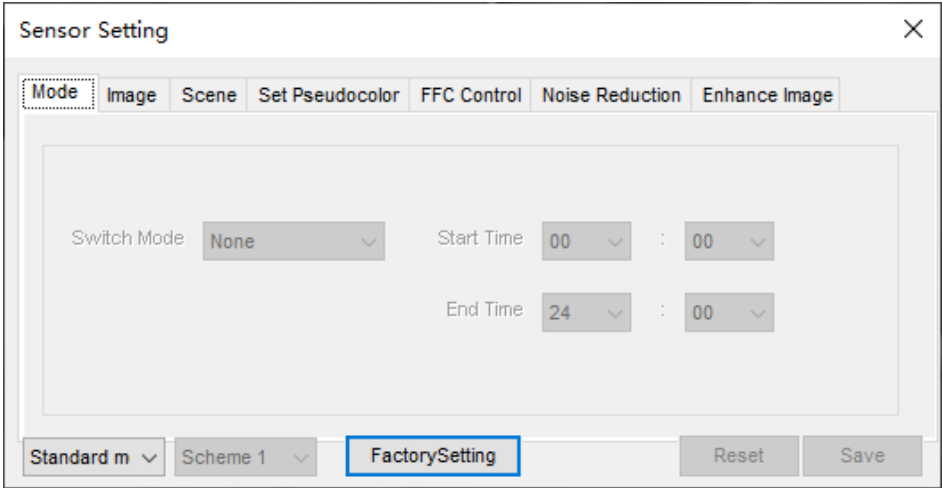 Sensor Setting
Mode Image Scene Set Pseudocolor FFC Control Noise Reduction Enhance Image
Switch Mode None Start Time 00 : 00
End Time 24 : 00
Standard m Scheme 1 FactorySetting Reset Save